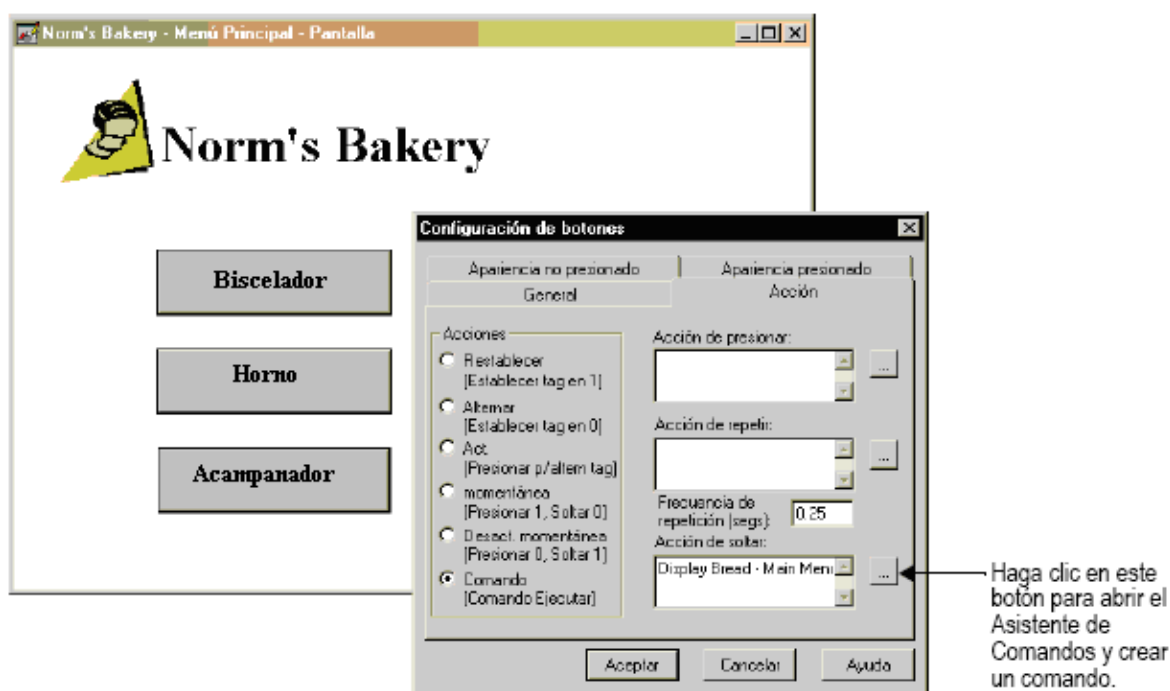 Norm's Bakery - Menú Principal - Pantalla
Norm's Bakery
Biscelador
Horno
Acampanador
Configuración de botones
Apariencia no presionado
Apariencia presionado
General
Acción
Acciones
Restablecer
[Establecer tag en 1]
Alternar
[Establecer tag en 0]
Act.
[Presionar p/altern tag]
momentánea
[Presionar 1, Soltar 0]
Desact. momentánea
[Presionar 0, Soltar 1]
Comando
[Comando Ejecutar]
Acción de presionar:
...
Acción de repetir:
...
Frecuencia de
repetición (segs):
0.25
Acción de soltar:
Display Bread - Main Menu
...
Aceptar
Cancelar
Ayuda
Haga clic en este
botón para abrir el
Asistente de
Comandos y crear
un comando.